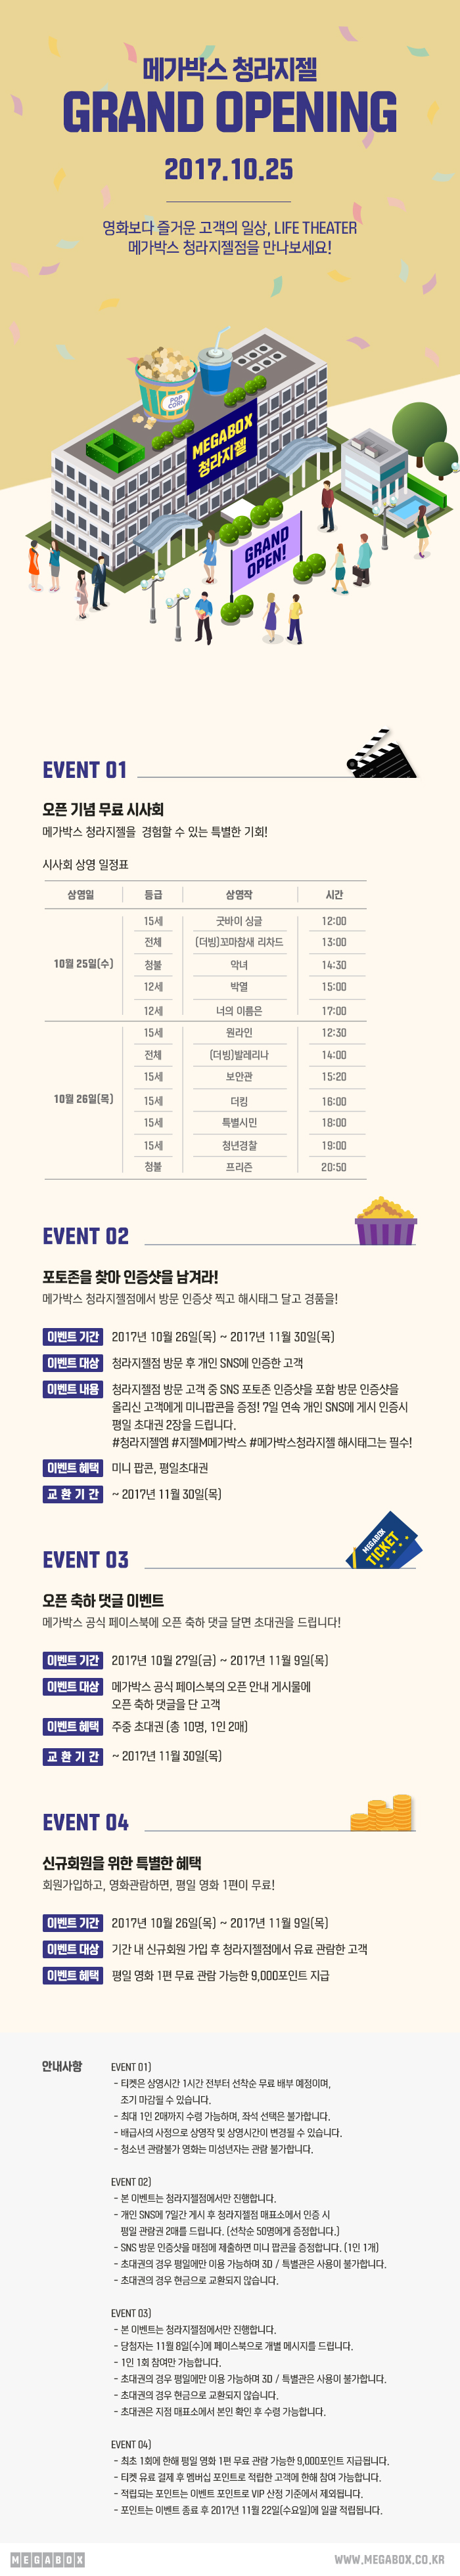 메가박스 청라지젤
GRAND OPENING
2017.10.25
영화보다 즐거운 고객의 일상, LIFE THEATER
메가박스 청라지젤점을 만나보세요!
POP
CORN
MEGABOX
청라지젤
GRAND
OPEN!
EVENT 01
오픈 기념 무료 시사회
메가박스 청라지젤을 경험할 수 있는 특별한 기회!
시사회 상영 일정표
상영일 등급 상영작 시간
15세 굿바이 싱글 12:00
전체 (더빙)꼬마참새 리차드 13:00
10월 25일(수) 청불 악녀 14:30
12세 박열 15:00
12세 너의 이름은 17:00
15세 원라인 12:30
전체 (더빙)발레리나 14:00
15세 보안관 15:20
10월 26일(목) 15세 더킹 16:00
15세 특별시민 18:00
15세 청년경찰 19:00
청불 프리즌 20:50
EVENT 02
포토존을 찾아 인증샷을 남겨라!
메가박스 청라지젤점에서 방문 인증샷 찍고 해시태그 달고 경품을!
이벤트 기간 2017년 10월 26일(목) ~ 2017년 11월 30일(목)
이벤트 대상 청라지젤점 방문 후 개인 SNS에 인증한 고객
이벤트 내용 청라지젤점 방문 고객 중 SNS 포토존 인증샷을 포함 방문 인증샷을
올리신 고객에게 미니팝콘을 증정! 7일 연속 개인 SNS에 게시 인증시
평일 초대권 2장을 드립니다.
#청라지젤엠 #지젤M메가박스 #메가박스청라지젤 해시태그는 필수!
이벤트 혜택 미니 팝콘, 평일초대권
교 환 기 간 ~ 2017년 11월 30일(목)
MEGABOX
TICKET
EVENT 03
오픈 축하 댓글 이벤트
메가박스 공식 페이스북에 오픈 축하 댓글 달면 초대권을 드립니다!
이벤트 기간 2017년 10월 27일(금) ~ 2017년 11월 9일(목)
이벤트 대상 메가박스 공식 페이스북의 오픈 안내 게시물에
오픈 축하 댓글을 단 고객
이벤트 혜택 주중 초대권 (총 10명, 1인 2매)
교 환 기 간 ~ 2017년 11월 30일(목)
EVENT 04
신규회원을 위한 특별한 혜택
회원가입하고, 영화관람하면, 평일 영화 1편이 무료!
이벤트 기간 2017년 10월 26일(목) ~ 2017년 11월 9일(목)
이벤트 대상 기간 내 신규회원 가입 후 청라지젤점에서 유료 관람한 고객
이벤트 혜택 평일 영화 1편 무료 관람 가능한 9,000포인트 지급
안내사항 EVENT 01)
- 티켓은 상영시간 1시간 전부터 선착순 무료 배부 예정이며,
조기 마감될 수 있습니다.
- 최대 1인 2매까지 수령 가능하며, 좌석 선택은 불가합니다.
- 배급사의 사정으로 상영작 및 상영시간이 변경될 수 있습니다.
- 청소년 관람불가 영화는 미성년자는 관람 불가합니다.
EVENT 02)
- 본 이벤트는 청라지젤점에서만 진행합니다.
- 개인 SNS에 7일간 게시 후 청라지젤점 매표소에서 인증 시
평일 관람권 2매를 드립니다. (선착순 50명에게 증정합니다.)
- SNS 방문 인증샷을 매점에 제출하면 미니 팝콘을 증정합니다. (1인 1개)
- 초대권의 경우 평일에만 이용 가능하며 3D / 특별관은 사용이 불가합니다.
- 초대권의 경우 현금으로 교환되지 않습니다.
EVENT 03)
- 본 이벤트는 청라지젤점에서만 진행합니다.
- 당첨자는 11월 8일(수)에 페이스북으로 개별 메시지를 드립니다.
- 1인 1회 참여만 가능합니다.
- 초대권의 경우 평일에만 이용 가능하며 3D / 특별관은 사용이 불가합니다.
- 초대권의 경우 현금으로 교환되지 않습니다.
- 초대권은 지점 매표소에서 본인 확인 후 수령 가능합니다.
EVENT 04)
- 최초 1회에 한해 평일 영화 1편 무료 관람 가능한 9,000포인트 지급됩니다.
- 티켓 유료 결제 후 멤버십 포인트로 적립한 고객에 한해 참여 가능합니다.
- 적립되는 포인트는 이벤트 포인트로 VIP 산정 기준에서 제외됩니다.
- 포인트는 이벤트 종료 후 2017년 11월 22일(수요일)에 일괄 적립됩니다.
MEGABOX
WWW.MEGABOX.CO.KR